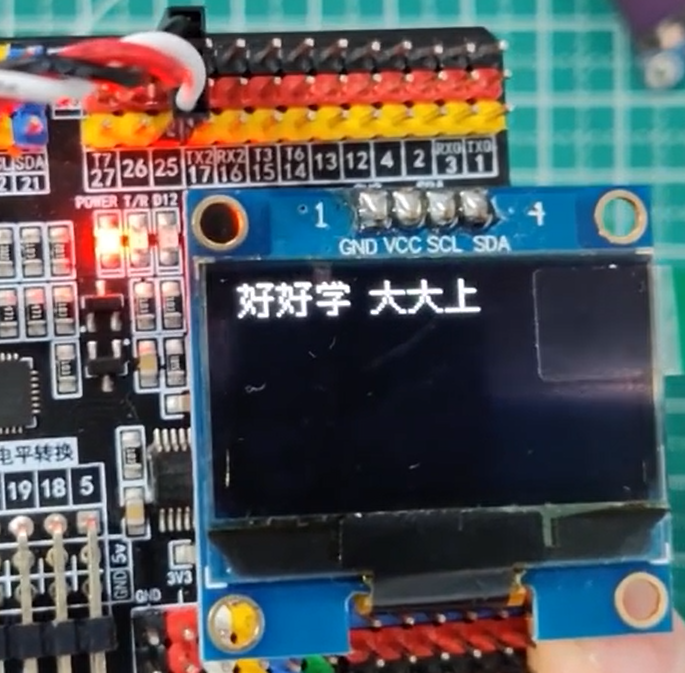 SDA
21
T7 26 25 TX2 RX2 T3 T6 13 12 4 2 RX0 TX0
27 17 16 15 14 3 1
POWER T/R D12
1 4
GND VCC SCL SDA
好好学 大大上
电平转换
19 18 5
GND 5V
3V3
GND